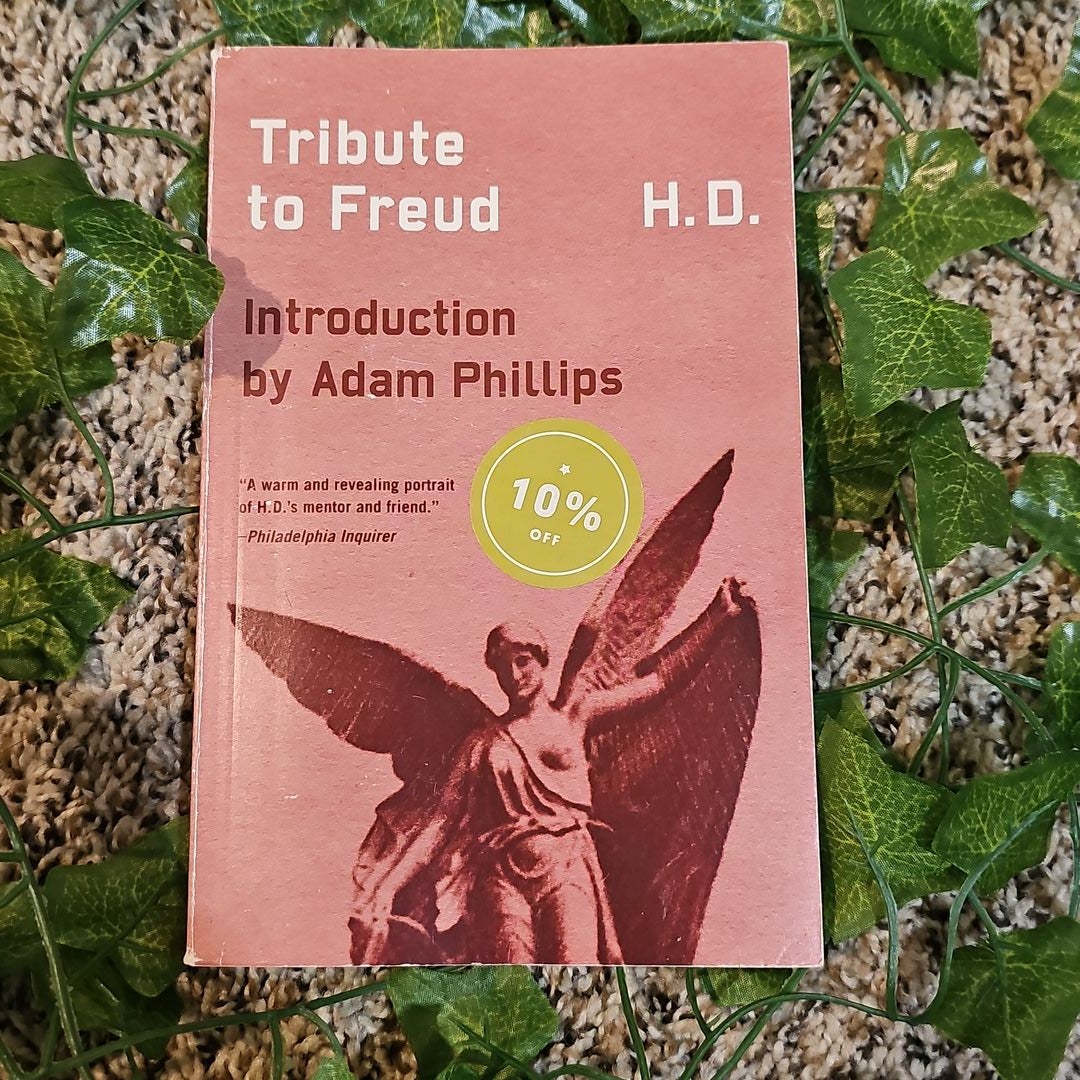 Tribute
to Freud
H.D.
Introduction
by Adam Phillips
"A warm and revealing portrait
of H.D.'s mentor and friend."
—Philadelphia Inquirer
10%
OFF